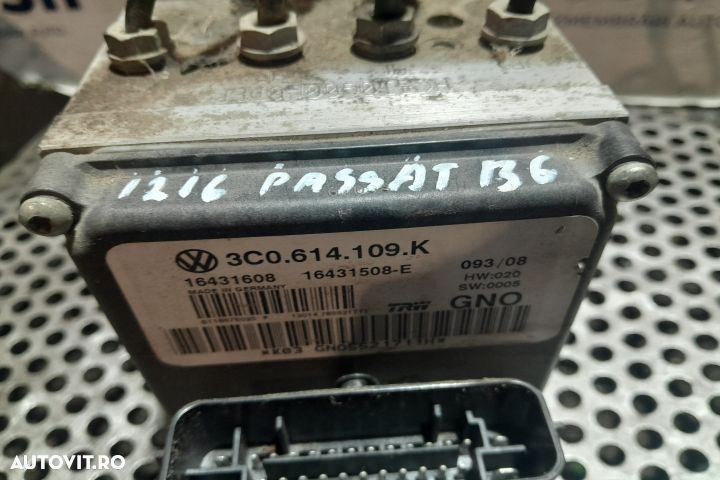 1216 PASSAT B6
3C0.614.109.K
16431608 16431508-E
MADE IN GERMANY
093/08
HW:020
SW:0005
TRW
GNO
AUTOVIT.RO